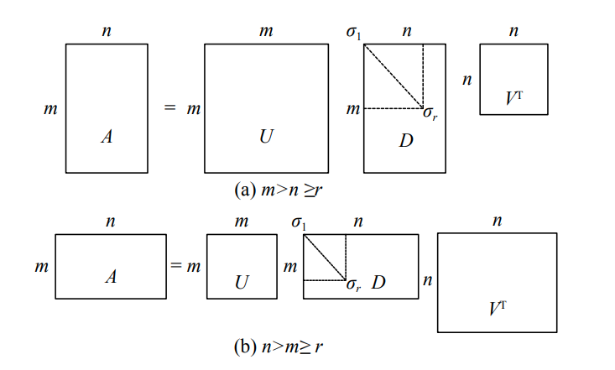 n m σ₁ n n
m A = m U m σᵣ D n Vᵀ
(a) m>n ≥r
n m σ₁ n n
m A = m U m σᵣ D n Vᵀ
(b) n>m≥ r